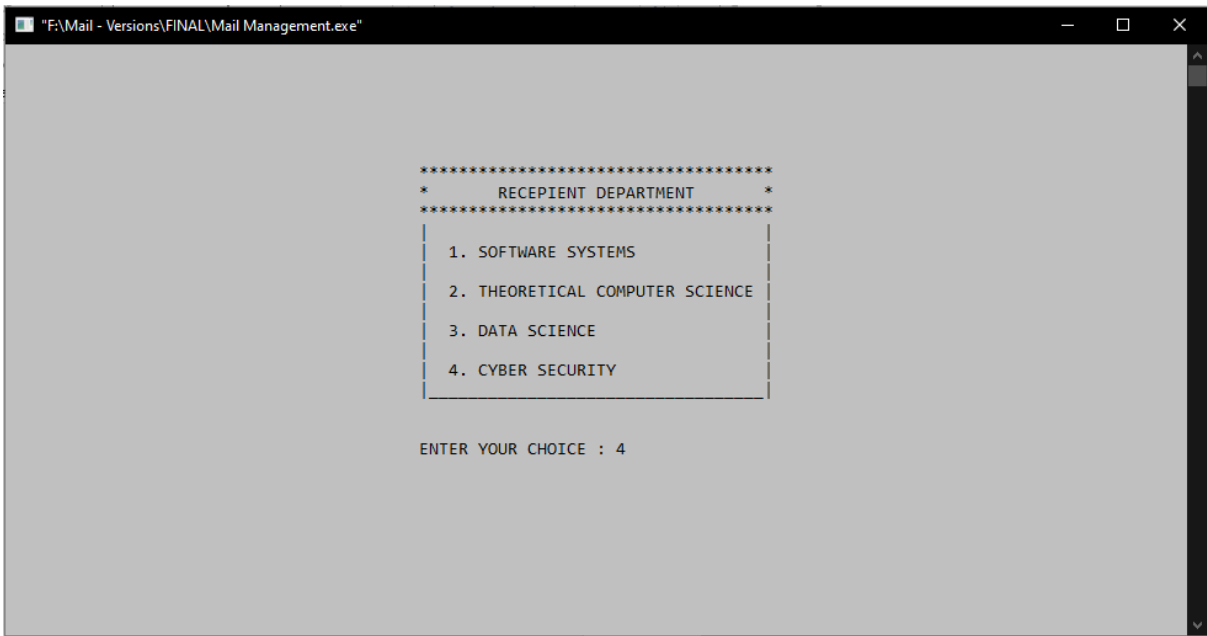 "F:\Mail - Versions\FINAL\Mail Management.exe"
************************************
* RECEPIENT DEPARTMENT *
************************************
| |
| 1. SOFTWARE SYSTEMS |
| |
| 2. THEORETICAL COMPUTER SCIENCE |
| |
| 3. DATA SCIENCE |
| |
| 4. CYBER SECURITY |
|__________________________________|
ENTER YOUR CHOICE : 4